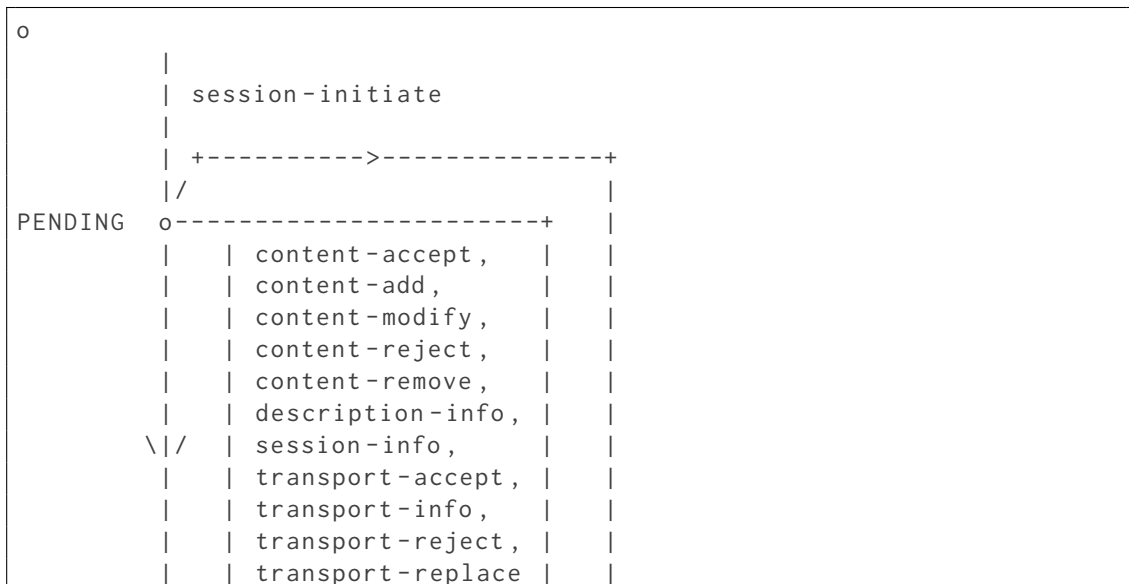 o
         |
         | session-initiate
         |
         | +---------->--------------+
         |/                          |
PENDING  o-----------------------+   |
         |   | content-accept,   |   |
         |   | content-add,      |   |
         |   | content-modify,   |   |
         |   | content-reject,   |   |
         |   | content-remove,   |   |
         |   | description-info, |   |
        \|/  | session-info,     |   |
         |   | transport-accept, |   |
         |   | transport-info,   |   |
         |   | transport-reject, |   |
         |   | transport-replace |   |